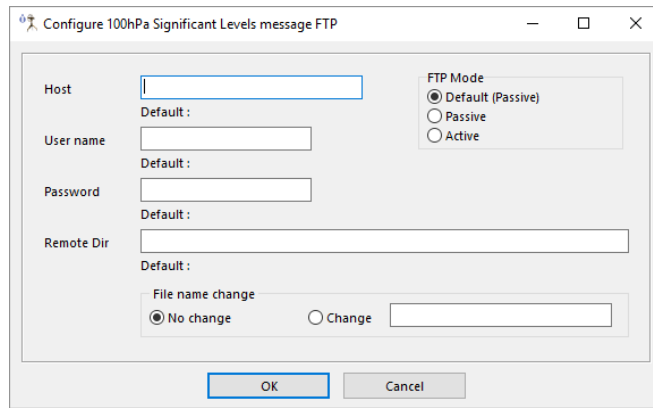 Configure 100hPa Significant Levels message FTP
Host
Default :
FTP Mode
Default (Passive)
Passive
Active
User name
Default :
Password
Default :
Remote Dir
Default :
File name change
No change
Change
OK
Cancel